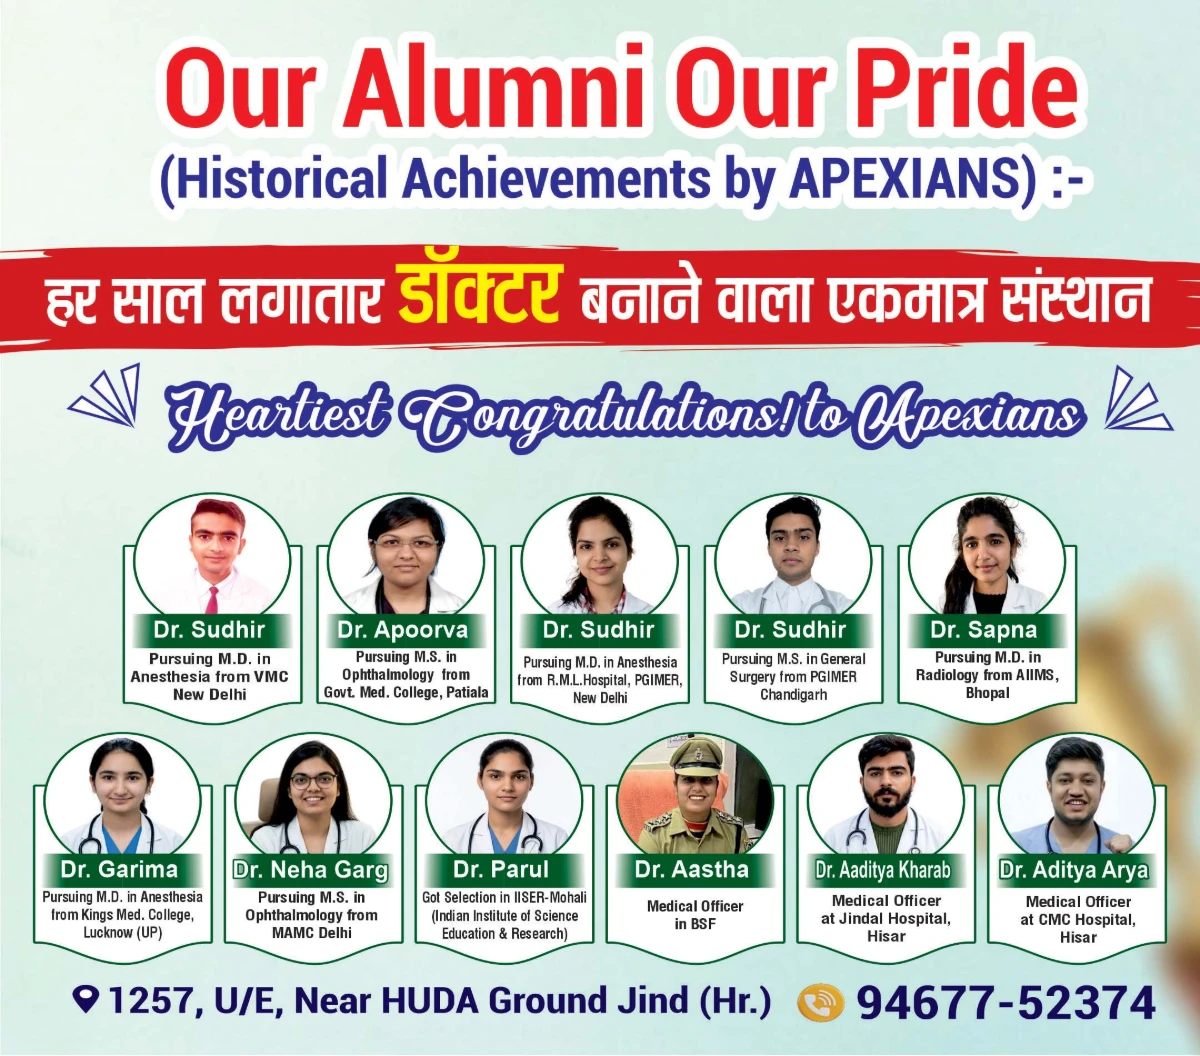 Our Alumni Our Pride
(Historical Achievements by APEXIANS) :-
हर साल लगातार डॉक्टर बनाने वाला एकमात्र संस्थान
Heartiest Congratulations! to Apexians
Dr. Sudhir
Pursuing M.D. in
Anesthesia from VMC
New Delhi
Dr. Apoorva
Pursuing M.S. in
Ophthalmology from
Govt. Med. College, Patiala
Dr. Sudhir
Pursuing M.D. in Anesthesia
from R.M.L.Hospital, PGIMER,
New Delhi
Dr. Sudhir
Pursuing M.S. in General
Surgery from PGIMER
Chandigarh
Dr. Sapna
Pursuing M.D. in
Radiology from AIIMS,
Bhopal
Dr. Garima
Pursuing M.D. in Anesthesia
from Kings Med. College,
Lucknow (UP)
Dr. Neha Garg
Pursuing M.S. in
Ophthalmology from
MAMC Delhi
Dr. Parul
Got Selection in IISER-Mohali
(Indian Institute of Science
Education & Research)
Dr. Aastha
Medical Officer
in BSF
Dr. Aaditya Kharab
Medical Officer
at Jindal Hospital,
Hisar
Dr. Aditya Arya
Medical Officer
at CMC Hospital,
Hisar
1257, U/E, Near HUDA Ground Jind (Hr.) 94677-52374